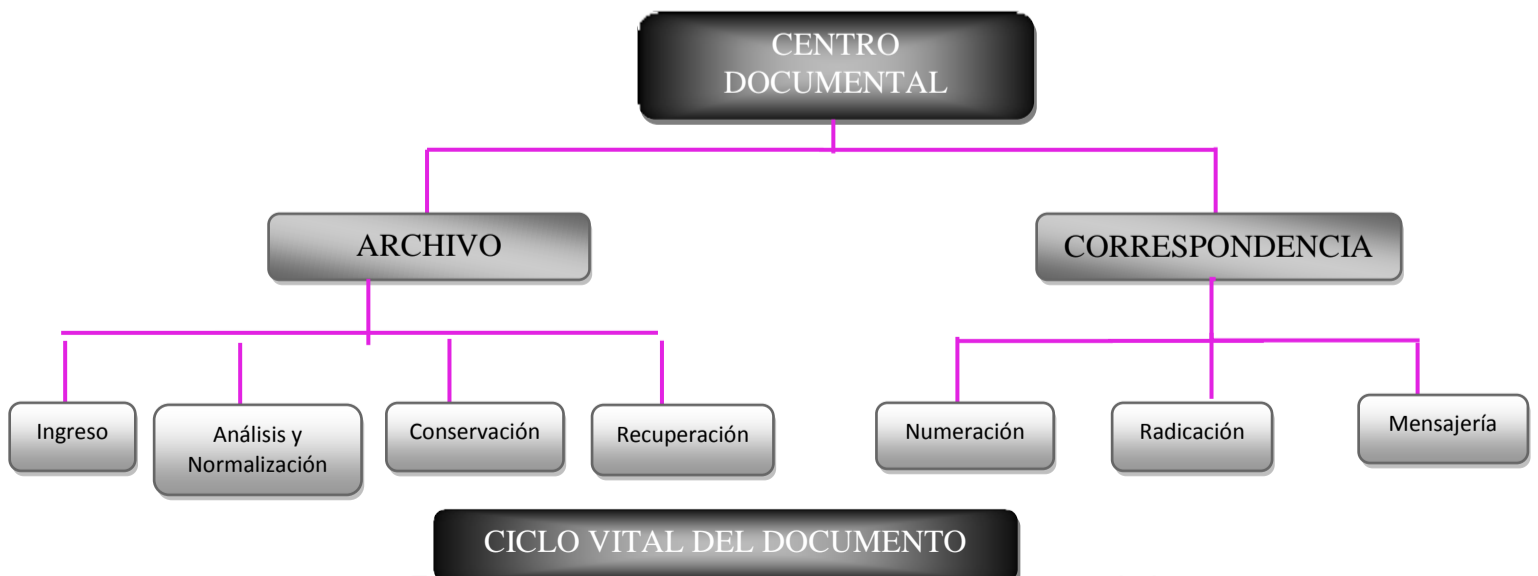 CENTRO
DOCUMENTAL
ARCHIVO
CORRESPONDENCIA
Ingreso
Análisis y
Normalización
Conservación
Recuperación
Numeración
Radicación
Mensajería
CICLO VITAL DEL DOCUMENTO